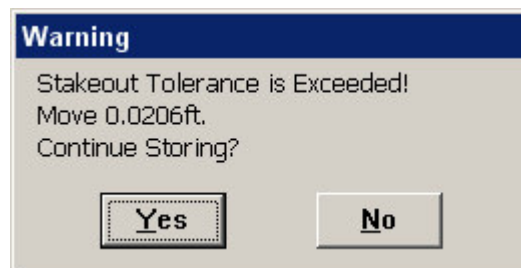 Warning
Stakeout Tolerance is Exceeded!
Move 0.0206ft.
Continue Storing?
Yes No